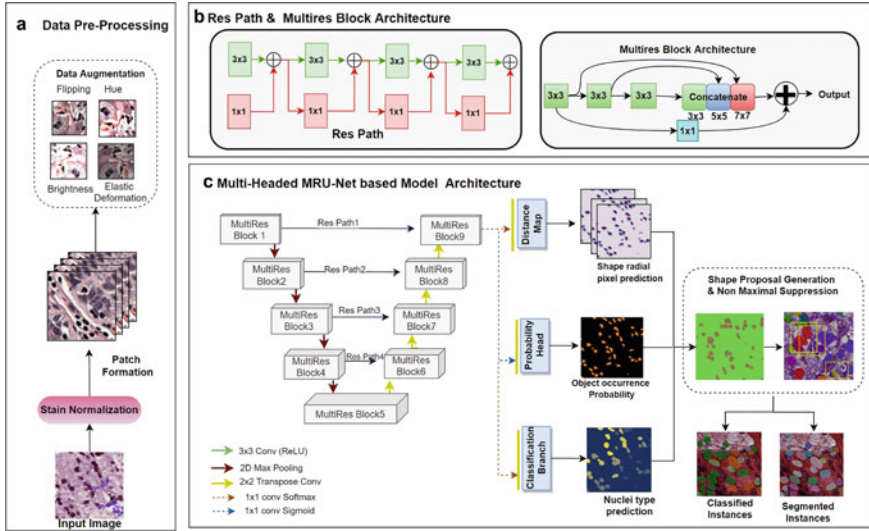 a Data Pre-Processing
Data Augmentation
Flipping Hue
Brightness
Elastic
Deformation
Patch
Formation
Stain Normalization
Input Image
b Res Path & Multires Block Architecture
3x3 3x3 3x3 3x3
1x1 1x1 1x1 1x1
Res Path
Multires Block Architecture
3x3 3x3 3x3 Concatenate Output
3x3 5x5 7x7
1x1
c Multi-Headed MRU-Net based Model Architecture
MultiRes
Block 1
Res Path1
MultiRes
Block9
MultiRes
Block2
Res Path2
MultiRes
Block8
MultiRes
Block3
Res Path3
MultiRes
Block7
MultiRes
Block4
Res Path4
MultiRes
Block6
MultiRes Block5
3x3 Conv (ReLU)
2D Max Pooling
2x2 Transpose Conv
1x1 conv Softmax
1x1 conv Sigmoid
Distance
Map
Shape radial
pixel prediction
Probability
Head
Object occurrence
Probability
Classification
Branch
Nuclei type
prediction
Shape Proposal Generation
& Non Maximal Suppression
Classified
Instances
Segmented
Instances